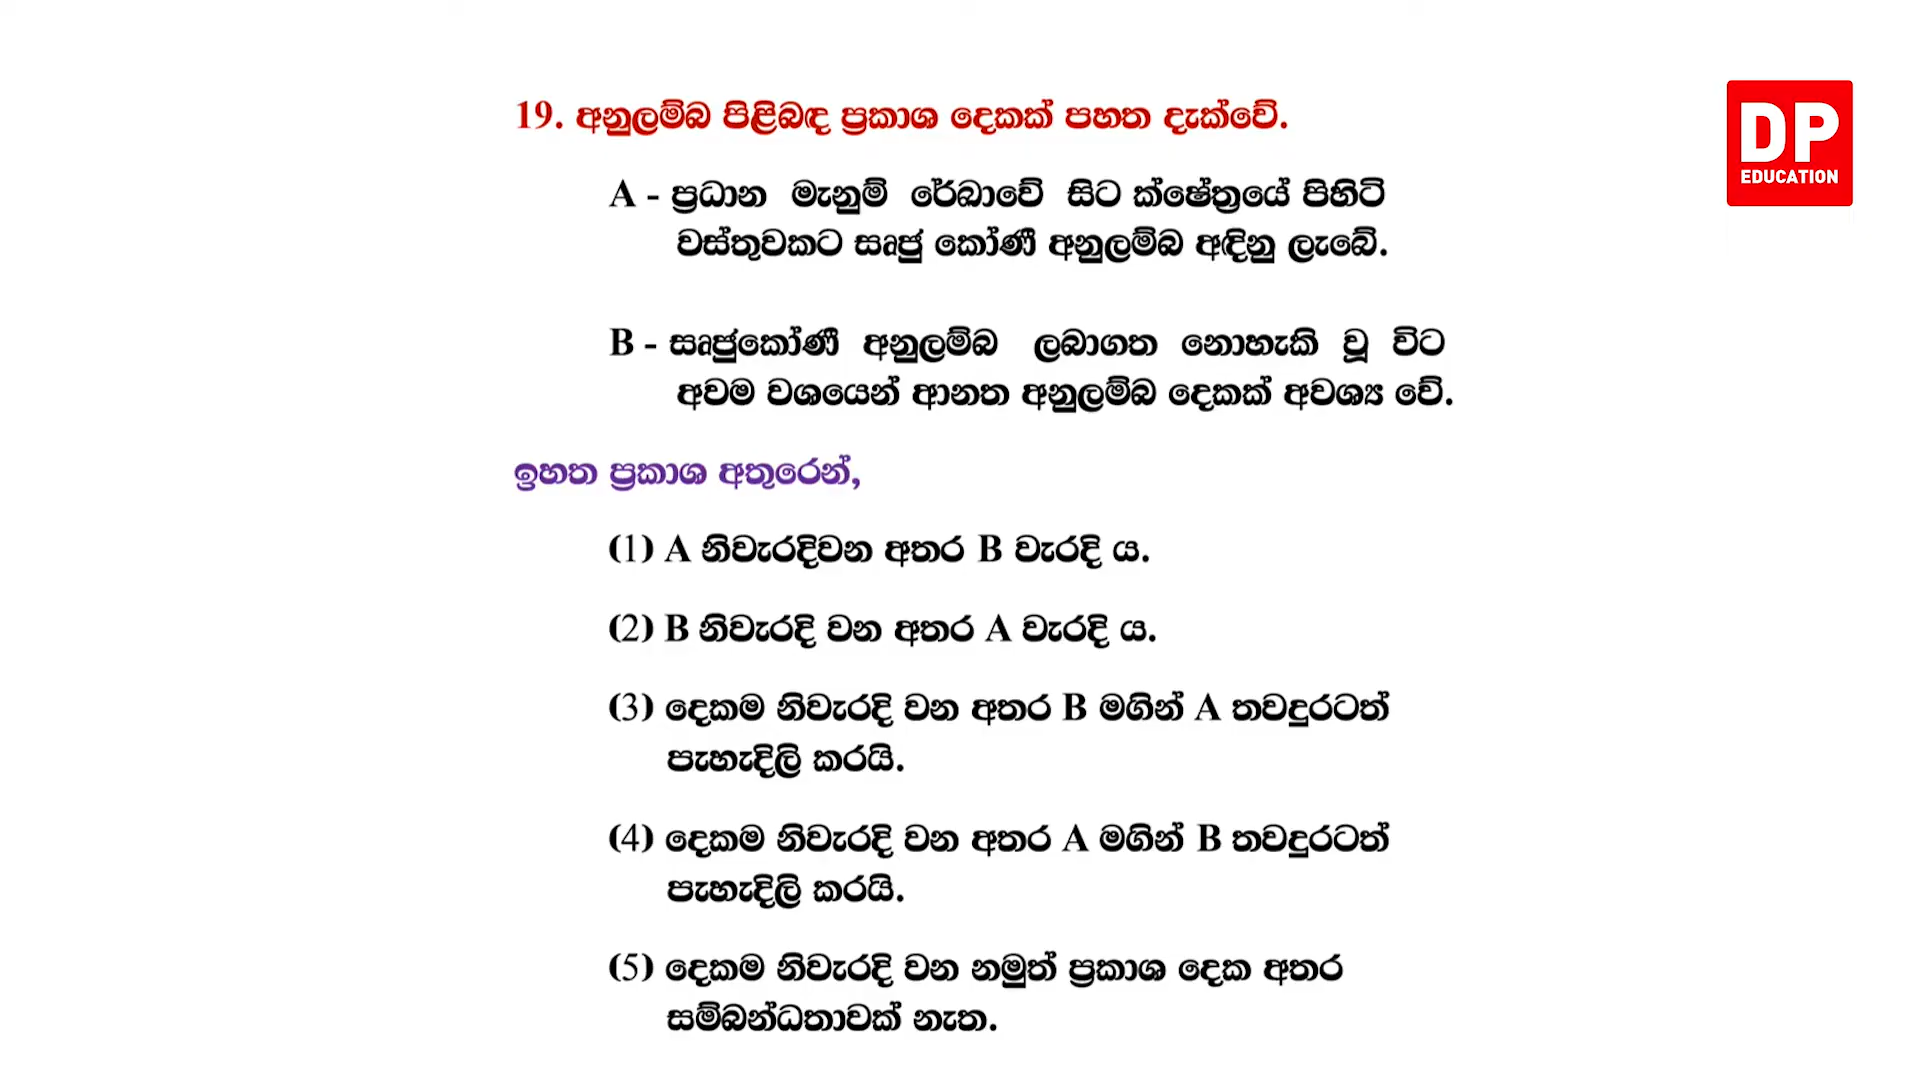 19. අනුලම්බ පිළිබඳ ප්‍රකාශ දෙකක් පහත දැක්වේ.
DP
EDUCATION
A - ප්‍රධාන මැනුම් රේඛාවේ සිට ක්ෂේත්‍රයේ පිහිටි
වස්තුවකට සෘජු කෝණී අනුලම්බ අඳිනු ලැබේ.
B - සෘජුකෝණී අනුලම්බ ලබාගත නොහැකි වූ විට
අවම වශයෙන් ආනත අනුලම්බ දෙකක් අවශ්‍ය වේ.
ඉහත ප්‍රකාශ අතුරෙන්,
(1) A නිවැරදිවන අතර B වැරදි ය.
(2) B නිවැරදි වන අතර A වැරදි ය.
(3) දෙකම නිවැරදි වන අතර B මගින් A තවදුරටත්
පැහැදිලි කරයි.
(4) දෙකම නිවැරදි වන අතර A මගින් B තවදුරටත්
පැහැදිලි කරයි.
(5) දෙකම නිවැරදි වන නමුත් ප්‍රකාශ දෙක අතර
සම්බන්ධතාවක් නැත.